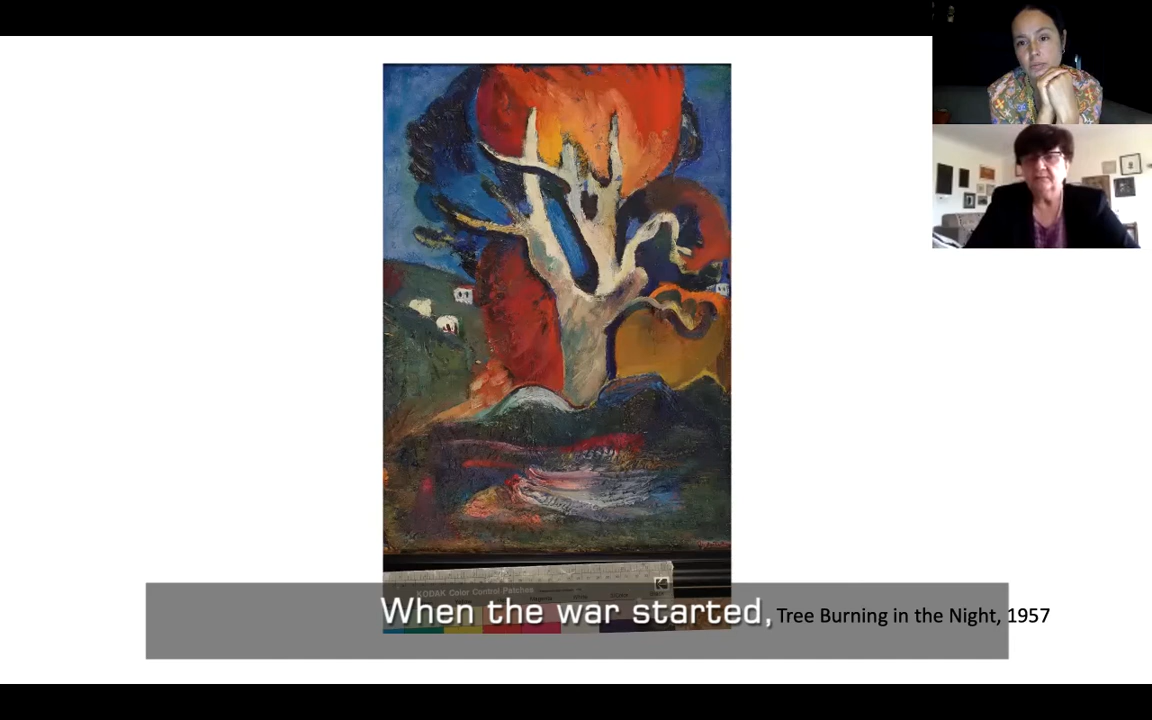 KODAK Color Control Patches
When the war started,
Tree Burning in the Night, 1957